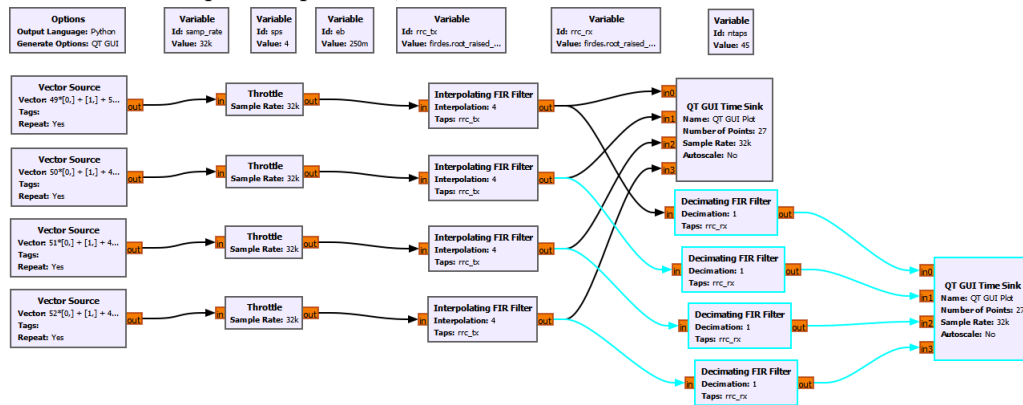 Options
Output Language: Python
Generate Options: QT GUI
Variable
Id: samp_rate
Value: 32k
Variable
Id: sps
Value: 4
Variable
Id: eb
Value: 250m
Variable
Id: rrc_tx
Value: firdes.root_raised_...
Variable
Id: rrc_rx
Value: firdes.root_raised_...
Variable
Id: ntaps
Value: 45
Vector Source
Vector: 49*[0,] + [1,] + 5...
Tags:
Repeat: Yes
out
in
Throttle
Sample Rate: 32k
out
in
Interpolating FIR Filter
Interpolation: 4
Taps: rrc_tx
out
in0
in1
in2
in3
QT GUI Time Sink
Name: QT GUI Plot
Number of Points: 27
Sample Rate: 32k
Autoscale: No
Vector Source
Vector: 50*[0,] + [1,] + 4...
Tags:
Repeat: Yes
out
in
Throttle
Sample Rate: 32k
out
in
Interpolating FIR Filter
Interpolation: 4
Taps: rrc_tx
out
in
Decimating FIR Filter
Decimation: 1
Taps: rrc_rx
out
Vector Source
Vector: 51*[0,] + [1,] + 4...
Tags:
Repeat: Yes
out
in
Throttle
Sample Rate: 32k
out
in
Interpolating FIR Filter
Interpolation: 4
Taps: rrc_tx
out
in
Decimating FIR Filter
Decimation: 1
Taps: rrc_rx
out
Vector Source
Vector: 52*[0,] + [1,] + 4...
Tags:
Repeat: Yes
out
in
Throttle
Sample Rate: 32k
out
in
Interpolating FIR Filter
Interpolation: 4
Taps: rrc_tx
out
in
Decimating FIR Filter
Decimation: 1
Taps: rrc_rx
out
in
Decimating FIR Filter
Decimation: 1
Taps: rrc_rx
out
in0
in1
in2
in3
QT GUI Time Sink
Name: QT GUI Plot
Number of Points: 27
Sample Rate: 32k
Autoscale: No